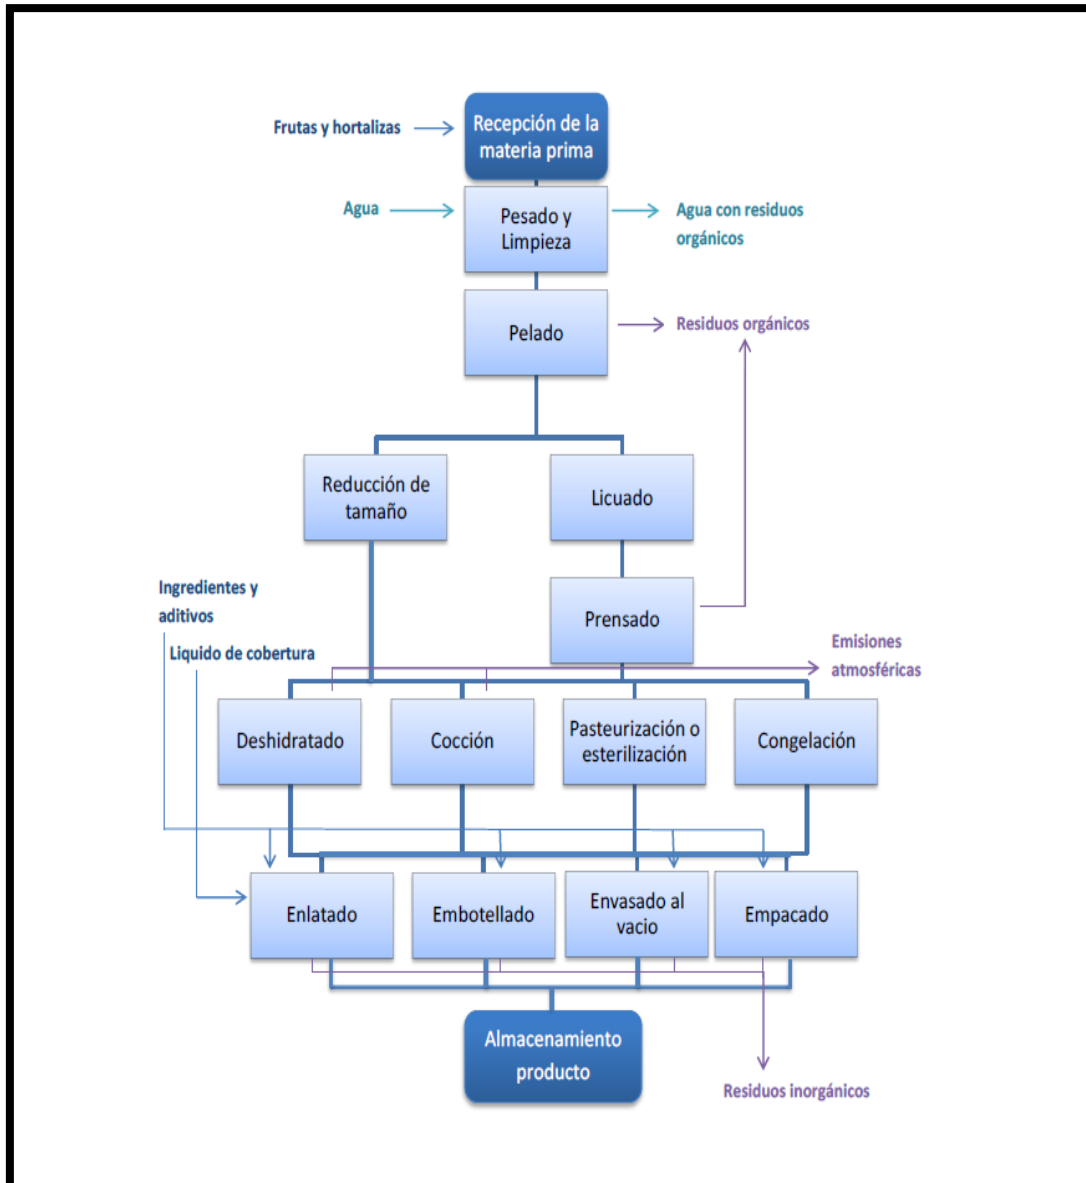 Frutas y hortalizas
Recepción de la
materia prima
Agua
Pesado y
Limpieza
Agua con residuos
orgánicos
Pelado
Residuos orgánicos
Reducción de
tamaño
Licuado
Ingredientes y
aditivos
Prensado
Liquido de cobertura
Emisiones
atmosféricas
Deshidratado
Cocción
Pasteurización o
esterilización
Congelación
Enlatado
Embotellado
Envasado al
vacio
Empacado
Almacenamiento
producto
Residuos inorgánicos